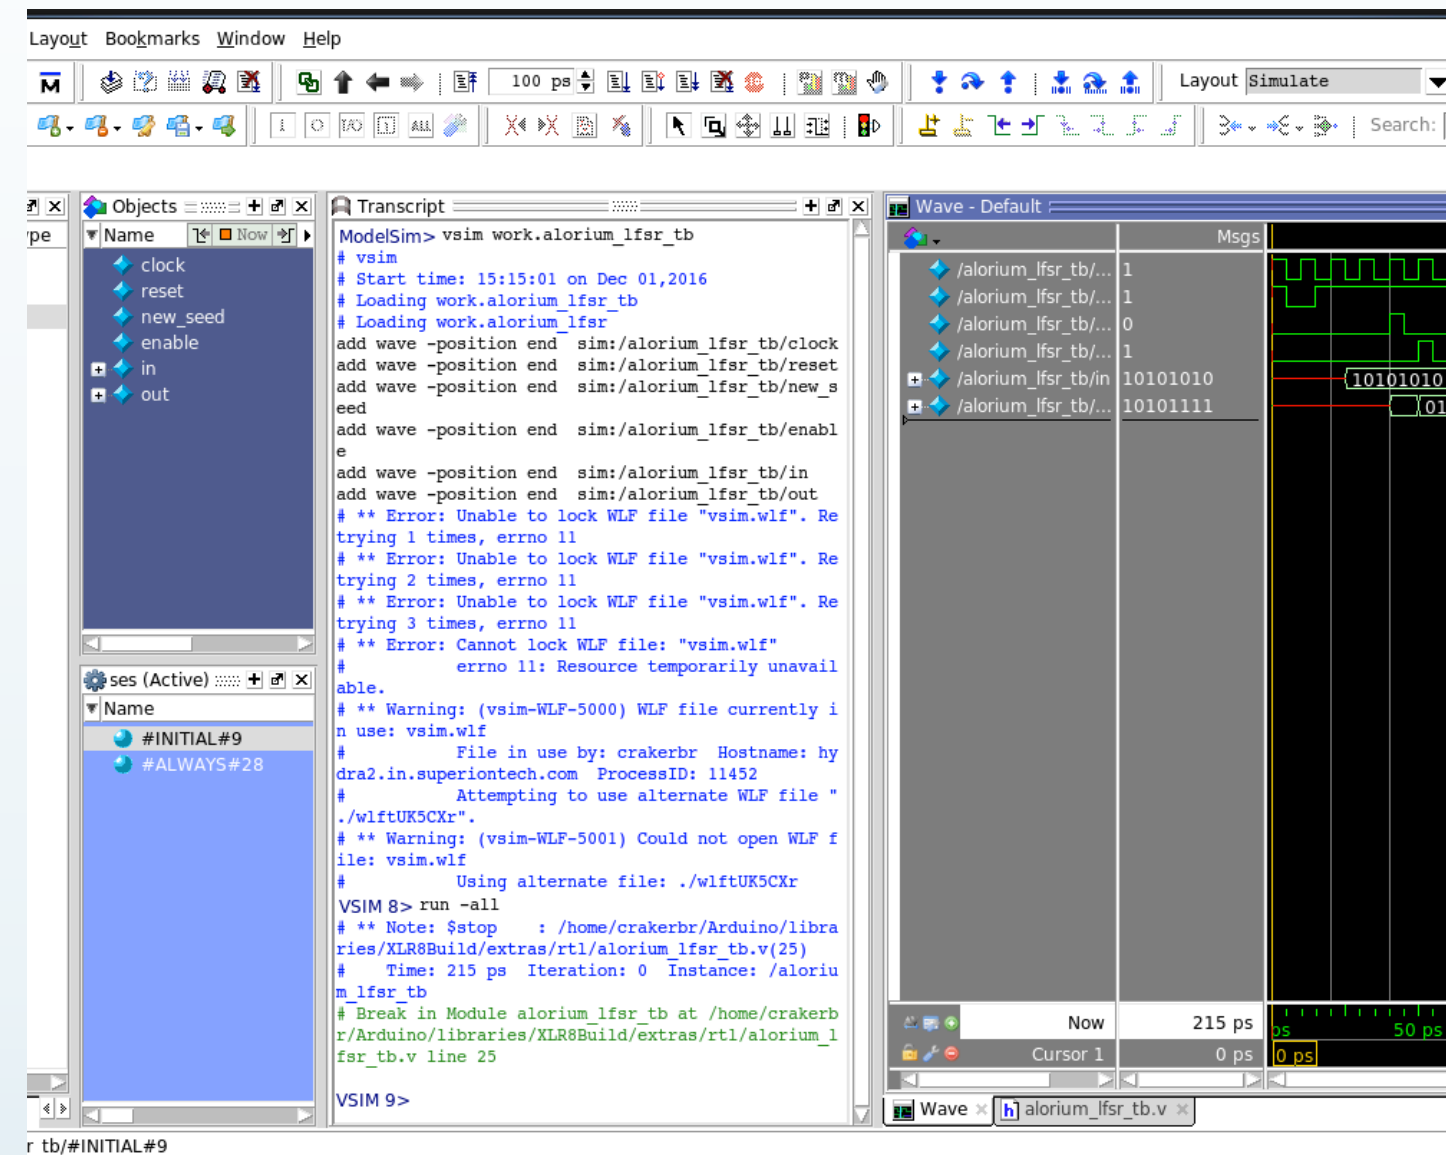 Layout Bookmarks Window Help
100 ps Layout Simulate
Search:
Objects
Name Now
clock
reset
new_seed
enable
in
out
ses (Active)
Name
#INITIAL#9
#ALWAYS#28
Transcript
ModelSim> vsim work.alorium_lfsr_tb
# vsim
# Start time: 15:15:01 on Dec 01,2016
# Loading work.alorium_lfsr_tb
# Loading work.alorium_lfsr
add wave -position end  sim:/alorium_lfsr_tb/clock
add wave -position end  sim:/alorium_lfsr_tb/reset
add wave -position end  sim:/alorium_lfsr_tb/new_s
eed
add wave -position end  sim:/alorium_lfsr_tb/enabl
e
add wave -position end  sim:/alorium_lfsr_tb/in
add wave -position end  sim:/alorium_lfsr_tb/out
# ** Error: Unable to lock WLF file "vsim.wlf". Re
trying 1 times, errno 11
# ** Error: Unable to lock WLF file "vsim.wlf". Re
trying 2 times, errno 11
# ** Error: Unable to lock WLF file "vsim.wlf". Re
trying 3 times, errno 11
# ** Error: Cannot lock WLF file: "vsim.wlf"
#           errno 11: Resource temporarily unavail
able.
# ** Warning: (vsim-WLF-5000) WLF file currently i
n use: vsim.wlf
#           File in use by: crakerbr  Hostname: hy
dra2.in.superiontech.com  ProcessID: 11452
#           Attempting to use alternate WLF file "
./wlftUK5CXr".
# ** Warning: (vsim-WLF-5001) Could not open WLF f
ile: vsim.wlf
#           Using alternate file: ./wlftUK5CXr
VSIM 8> run -all
# ** Note: $stop    : /home/crakerbr/Arduino/libra
ries/XLR8Build/extras/rtl/alorium_lfsr_tb.v(25)
#    Time: 215 ps  Iteration: 0  Instance: /aloriu
m_lfsr_tb
# Break in Module alorium_lfsr_tb at /home/crakerb
r/Arduino/libraries/XLR8Build/extras/rtl/alorium_l
fsr_tb.v line 25
VSIM 9>
Wave - Default
Msgs
/alorium_lfsr_tb/... 1
/alorium_lfsr_tb/... 1
/alorium_lfsr_tb/... 0
/alorium_lfsr_tb/... 1
/alorium_lfsr_tb/in 10101010 10101010
/alorium_lfsr_tb/... 10101111 01
Now 215 ps ps 50 ps
Cursor 1 0 ps 0 ps
Wave alorium_lfsr_tb.v
r_tb/#INITIAL#9